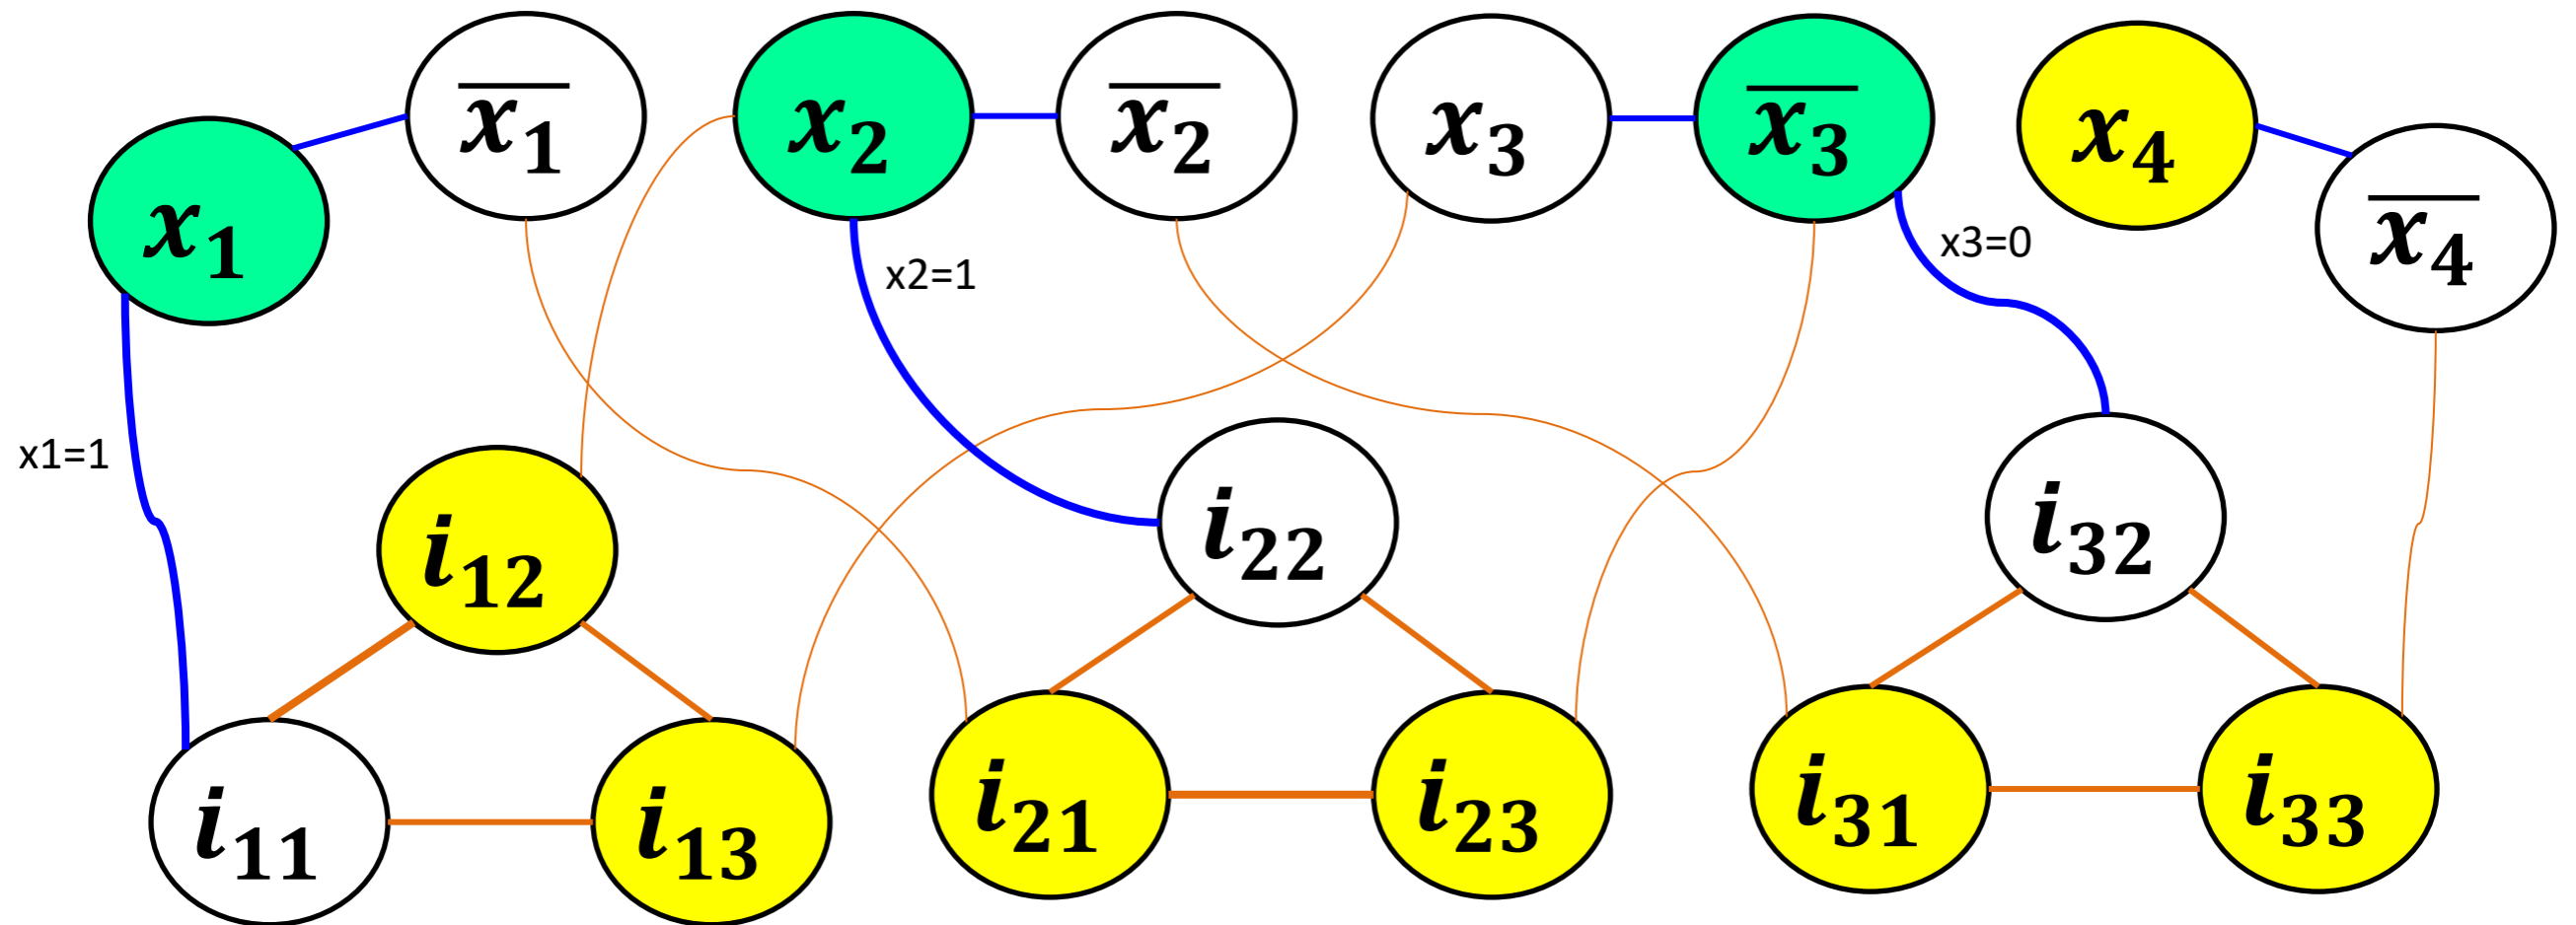 x₁
x̅₁
x₂
x̅₂
x₃
x̅₃
x₄
x̅₄
x1=1
x2=1
x3=0
i₁₂
i₂₂
i₃₂
i₁₁
i₁₃
i₂₁
i₂₃
i₃₁
i₃₃